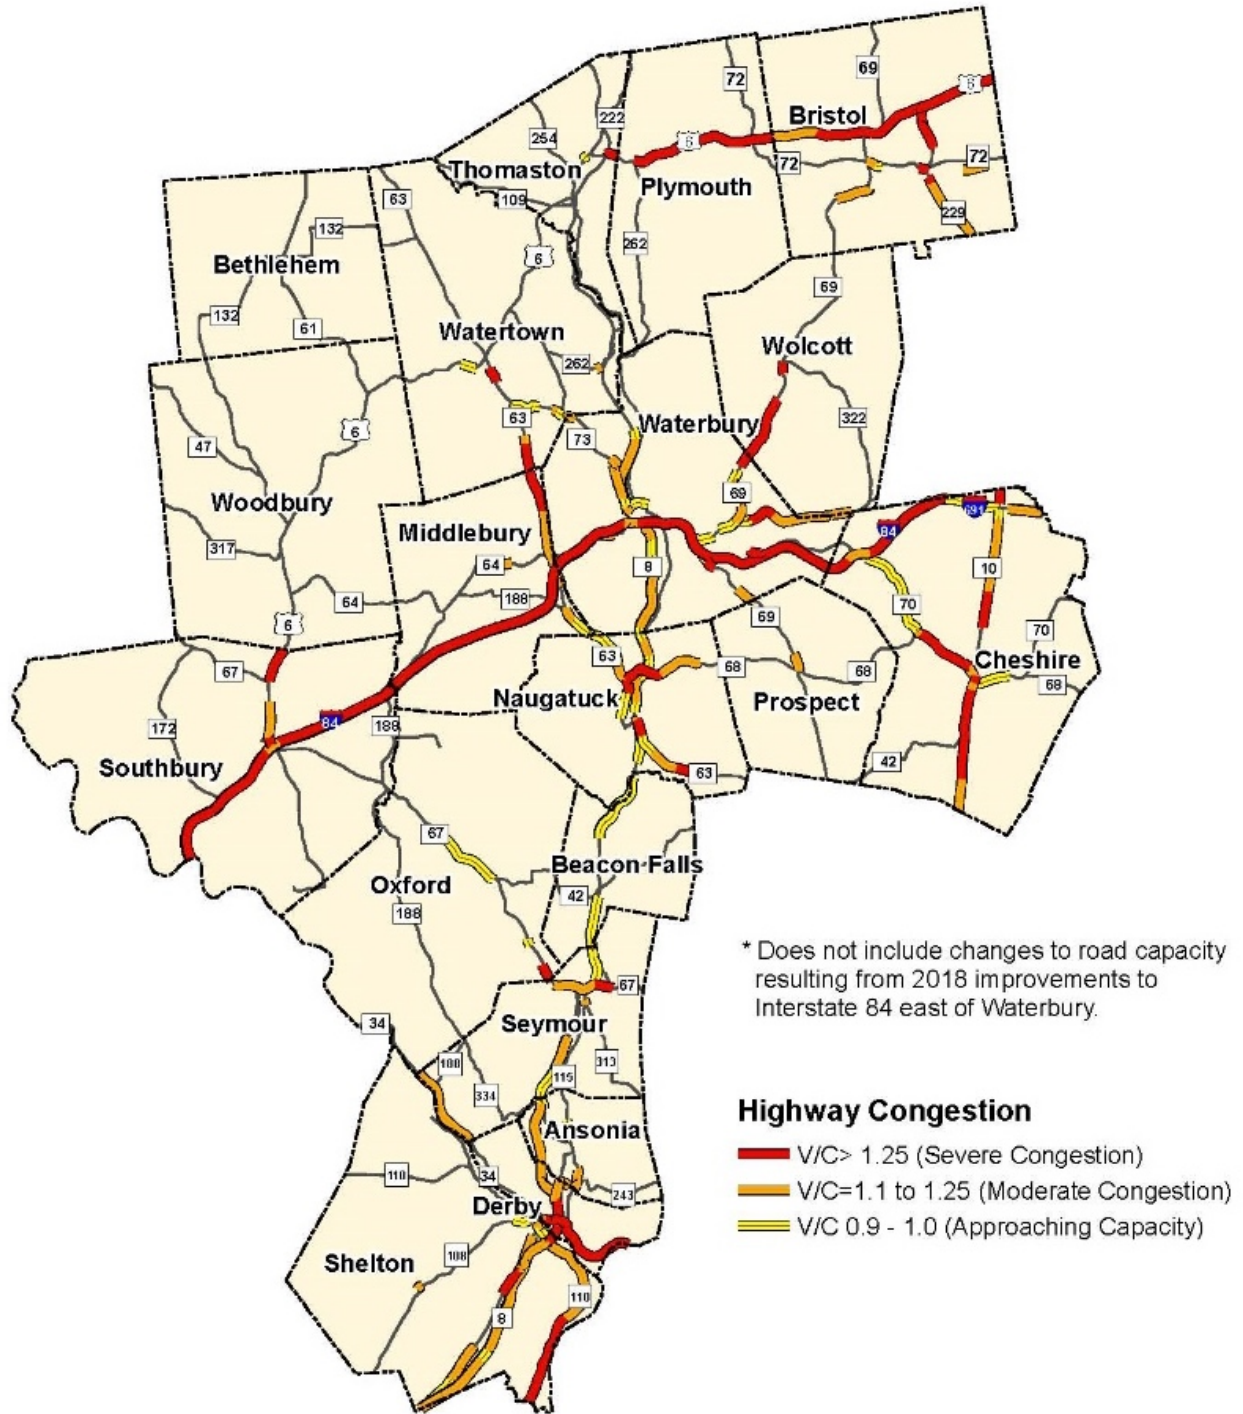 69
72
6
Bristol
222
254
6
72
72
Thomaston
Plymouth
63
109
229
132
262
6
Bethlehem
69
132
61
Watertown
Wolcott
262
63
Waterbury
322
6
73
47
69
Woodbury
691
84
Middlebury
317
64
8
10
188
64
70
69
6
70
63
Cheshire
67
68
68
68
Naugatuck
Prospect
84
188
172
42
Southbury
63
67
Beacon Falls
Oxford
42
188
* Does not include changes to road capacity
resulting from 2018 improvements to
Interstate 84 east of Waterbury.
67
34
Seymour
188
313
115
334
Highway Congestion
Ansonia
V/C> 1.25 (Severe Congestion)
110
34
V/C=1.1 to 1.25 (Moderate Congestion)
243
Derby
V/C 0.9 - 1.0 (Approaching Capacity)
108
Shelton
110
8